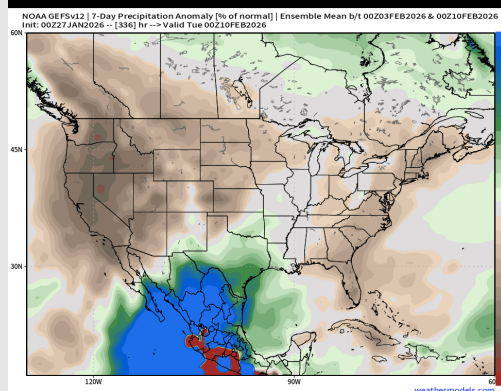 NOAA GEFSv12 | 7-Day Precipitation Anomaly [% of normal] | Ensemble Mean b/t 00Z03FEB2026 & 00Z10FEB2026
Init: 00Z27JAN2026 -- [336] hr --> Valid Tue 00Z10FEB2026
60N
45N
30N
120W
90W
60
weathermodels.com